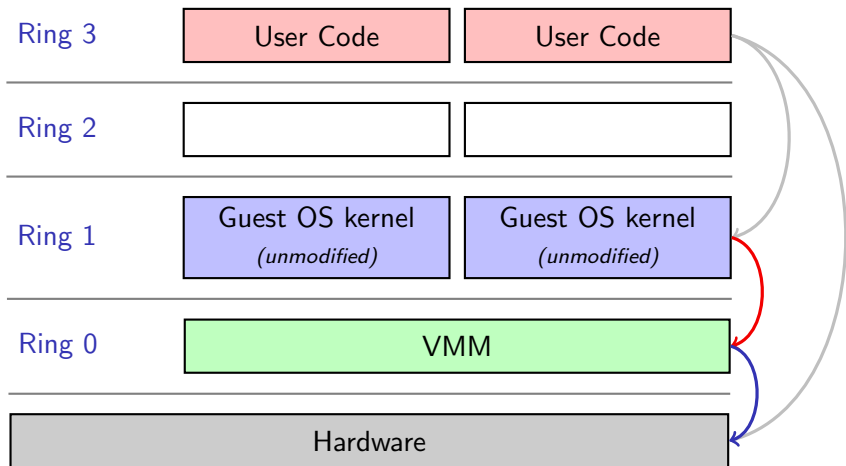 Ring 3
User Code
User Code
Ring 2
Ring 1
Guest OS kernel
(unmodified)
Guest OS kernel
(unmodified)
Ring 0
VMM
Hardware